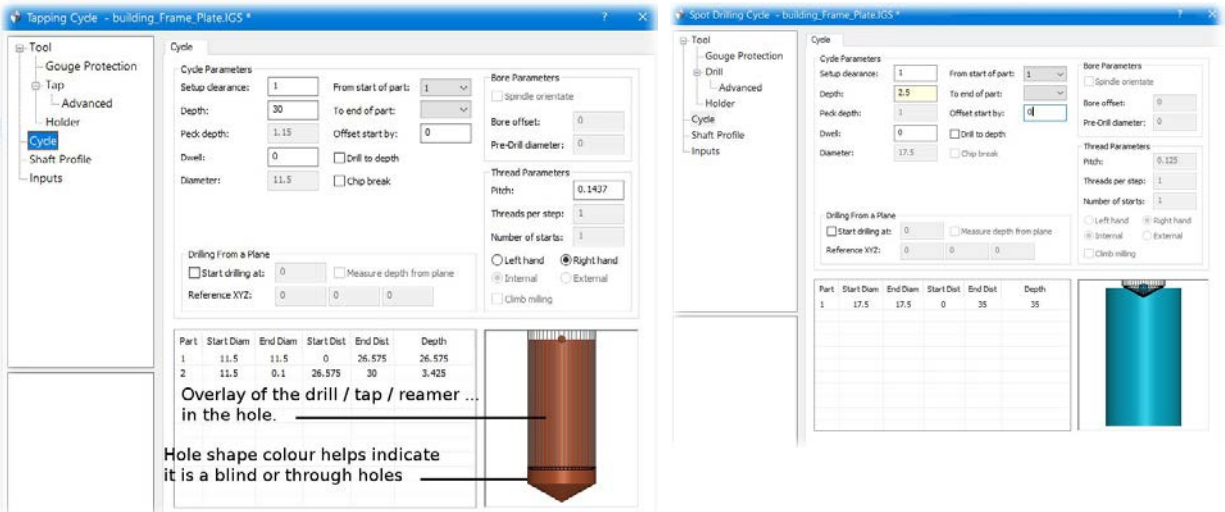 Tapping Cycle - building_Frame_Plate.IGS *
? ×
Tool
Gouge Protection
Tap
Advanced
Holder
Cycle
Shaft Profile
Inputs
Cycle
Cycle Parameters
Setup clearance: 1 From start of part: 1
Depth: 30 To end of part:
Peck depth: 1.15 Offset start by: 0
Dwell: 0 Drill to depth
Diameter: 11.5 Chip break
Bore Parameters
Spindle orientate
Bore offset: 0
Pre-Drill diameter: 0
Thread Parameters
Pitch: 0.1437
Threads per step: 1
Number of starts: 1
Left hand Right hand
Internal External
Climb milling
Drilling From a Plane
Start drilling at: 0 Measure depth from plane
Reference XYZ: 0 0 0
Part Start Diam End Diam Start Dist End Dist Depth
1 11.5 11.5 0 26.575 26.575
2 11.5 0.1 26.575 30 3.425
Overlay of the drill / tap / reamer ...
in the hole.
Hole shape colour helps indicate
it is a blind or through holes
Spot Drilling Cycle - building_Frame_Plate.IGS *
? ×
Tool
Gouge Protection
Drill
Advanced
Holder
Cycle
Shaft Profile
Inputs
Cycle
Cycle Parameters
Setup clearance: 1 From start of part: 1
Depth: 2.5 To end of part:
Peck depth: 1 Offset start by: 0
Dwell: 0 Drill to depth
Diameter: 17.5 Chip break
Bore Parameters
Spindle orientate
Bore offset: 0
Pre-Drill diameter: 0
Thread Parameters
Pitch: 0.125
Threads per step: 1
Number of starts: 1
Left hand Right hand
Internal External
Climb milling
Drilling From a Plane
Start drilling at: 0 Measure depth from plane
Reference XYZ: 0 0 0
Part Start Diam End Diam Start Dist End Dist Depth
1 17.5 17.5 0 35 35